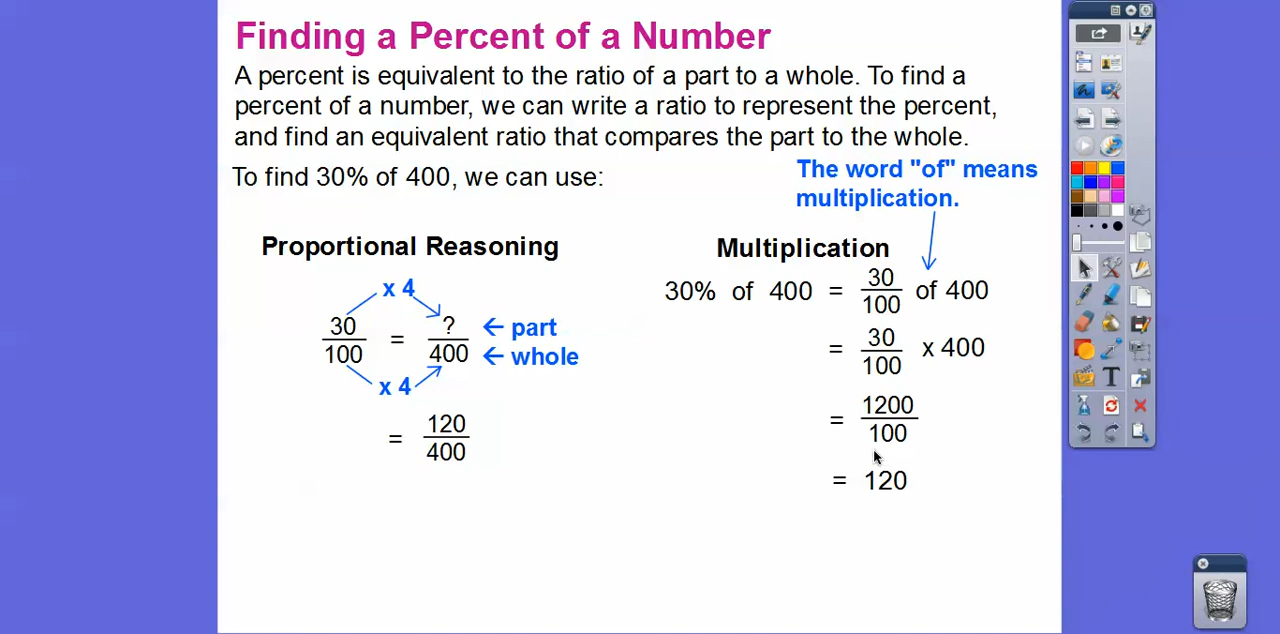 Finding a Percent of a Number
A percent is equivalent to the ratio of a part to a whole. To find a
percent of a number, we can write a ratio to represent the percent,
and find an equivalent ratio that compares the part to the whole.
To find 30% of 400, we can use:
The word "of" means
multiplication.
Proportional Reasoning
x 4
30/100 = ?/400
← part
← whole
x 4
= 120/400
Multiplication
30% of 400 = 30/100 of 400
= 30/100 x 400
= 1200/100
= 120